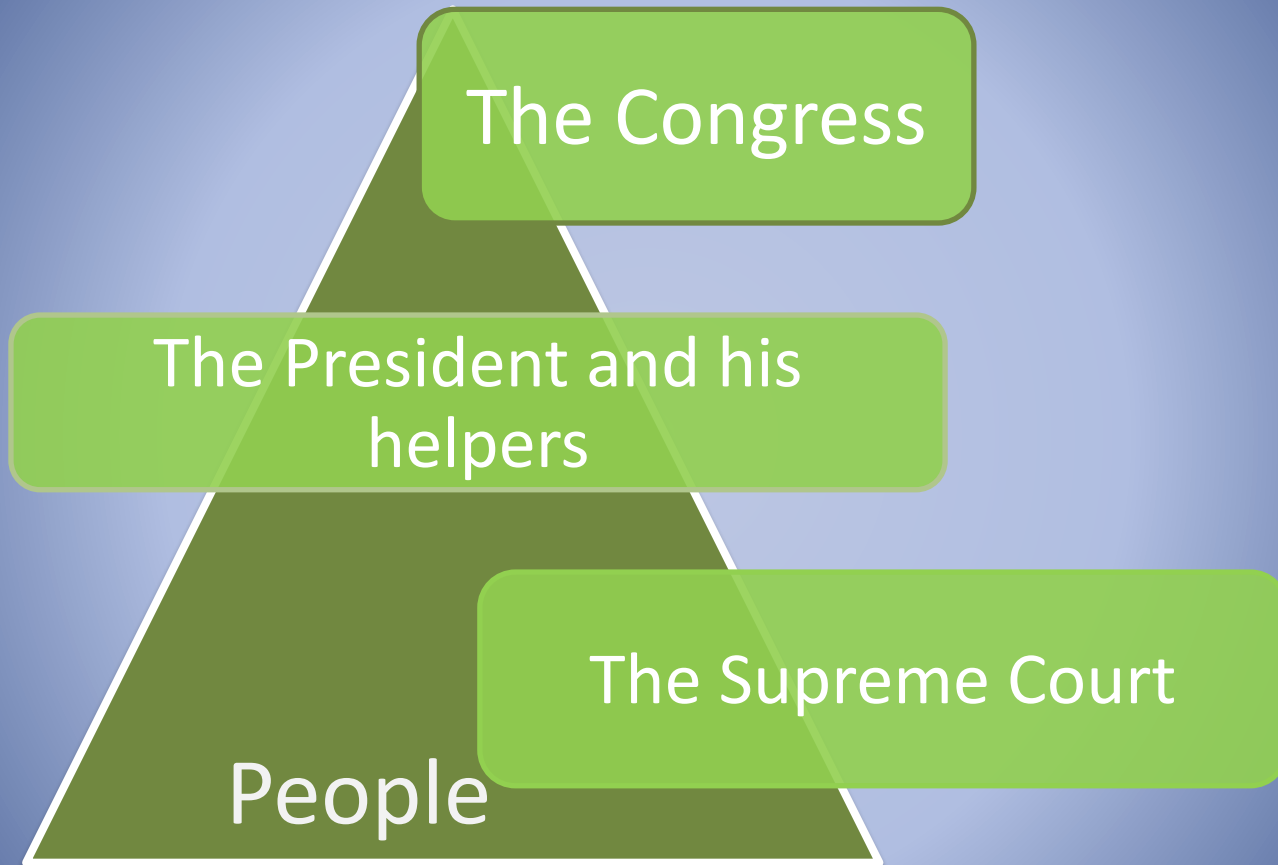 The Congress
The President and his
helpers
The Supreme Court
People